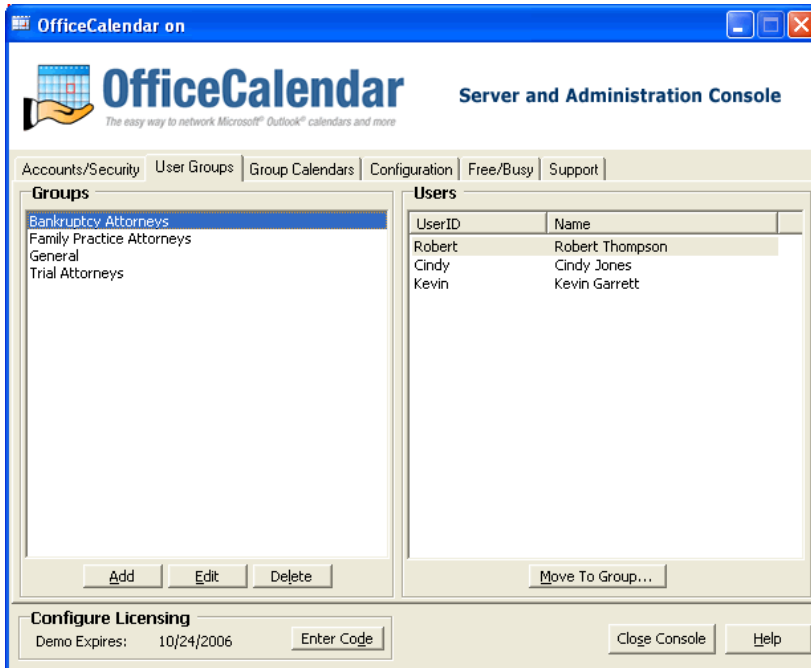 OfficeCalendar on
OfficeCalendar
The easy way to network Microsoft® Outlook® calendars and more
Server and Administration Console
Accounts/Security User Groups Group Calendars Configuration Free/Busy Support
Groups
Bankruptcy Attorneys
Family Practice Attorneys
General
Trial Attorneys
Add Edit Delete
Users
UserID Name
Robert Robert Thompson
Cindy Cindy Jones
Kevin Kevin Garrett
Move To Group...
Configure Licensing
Demo Expires: 10/24/2006 Enter Code
Close Console Help